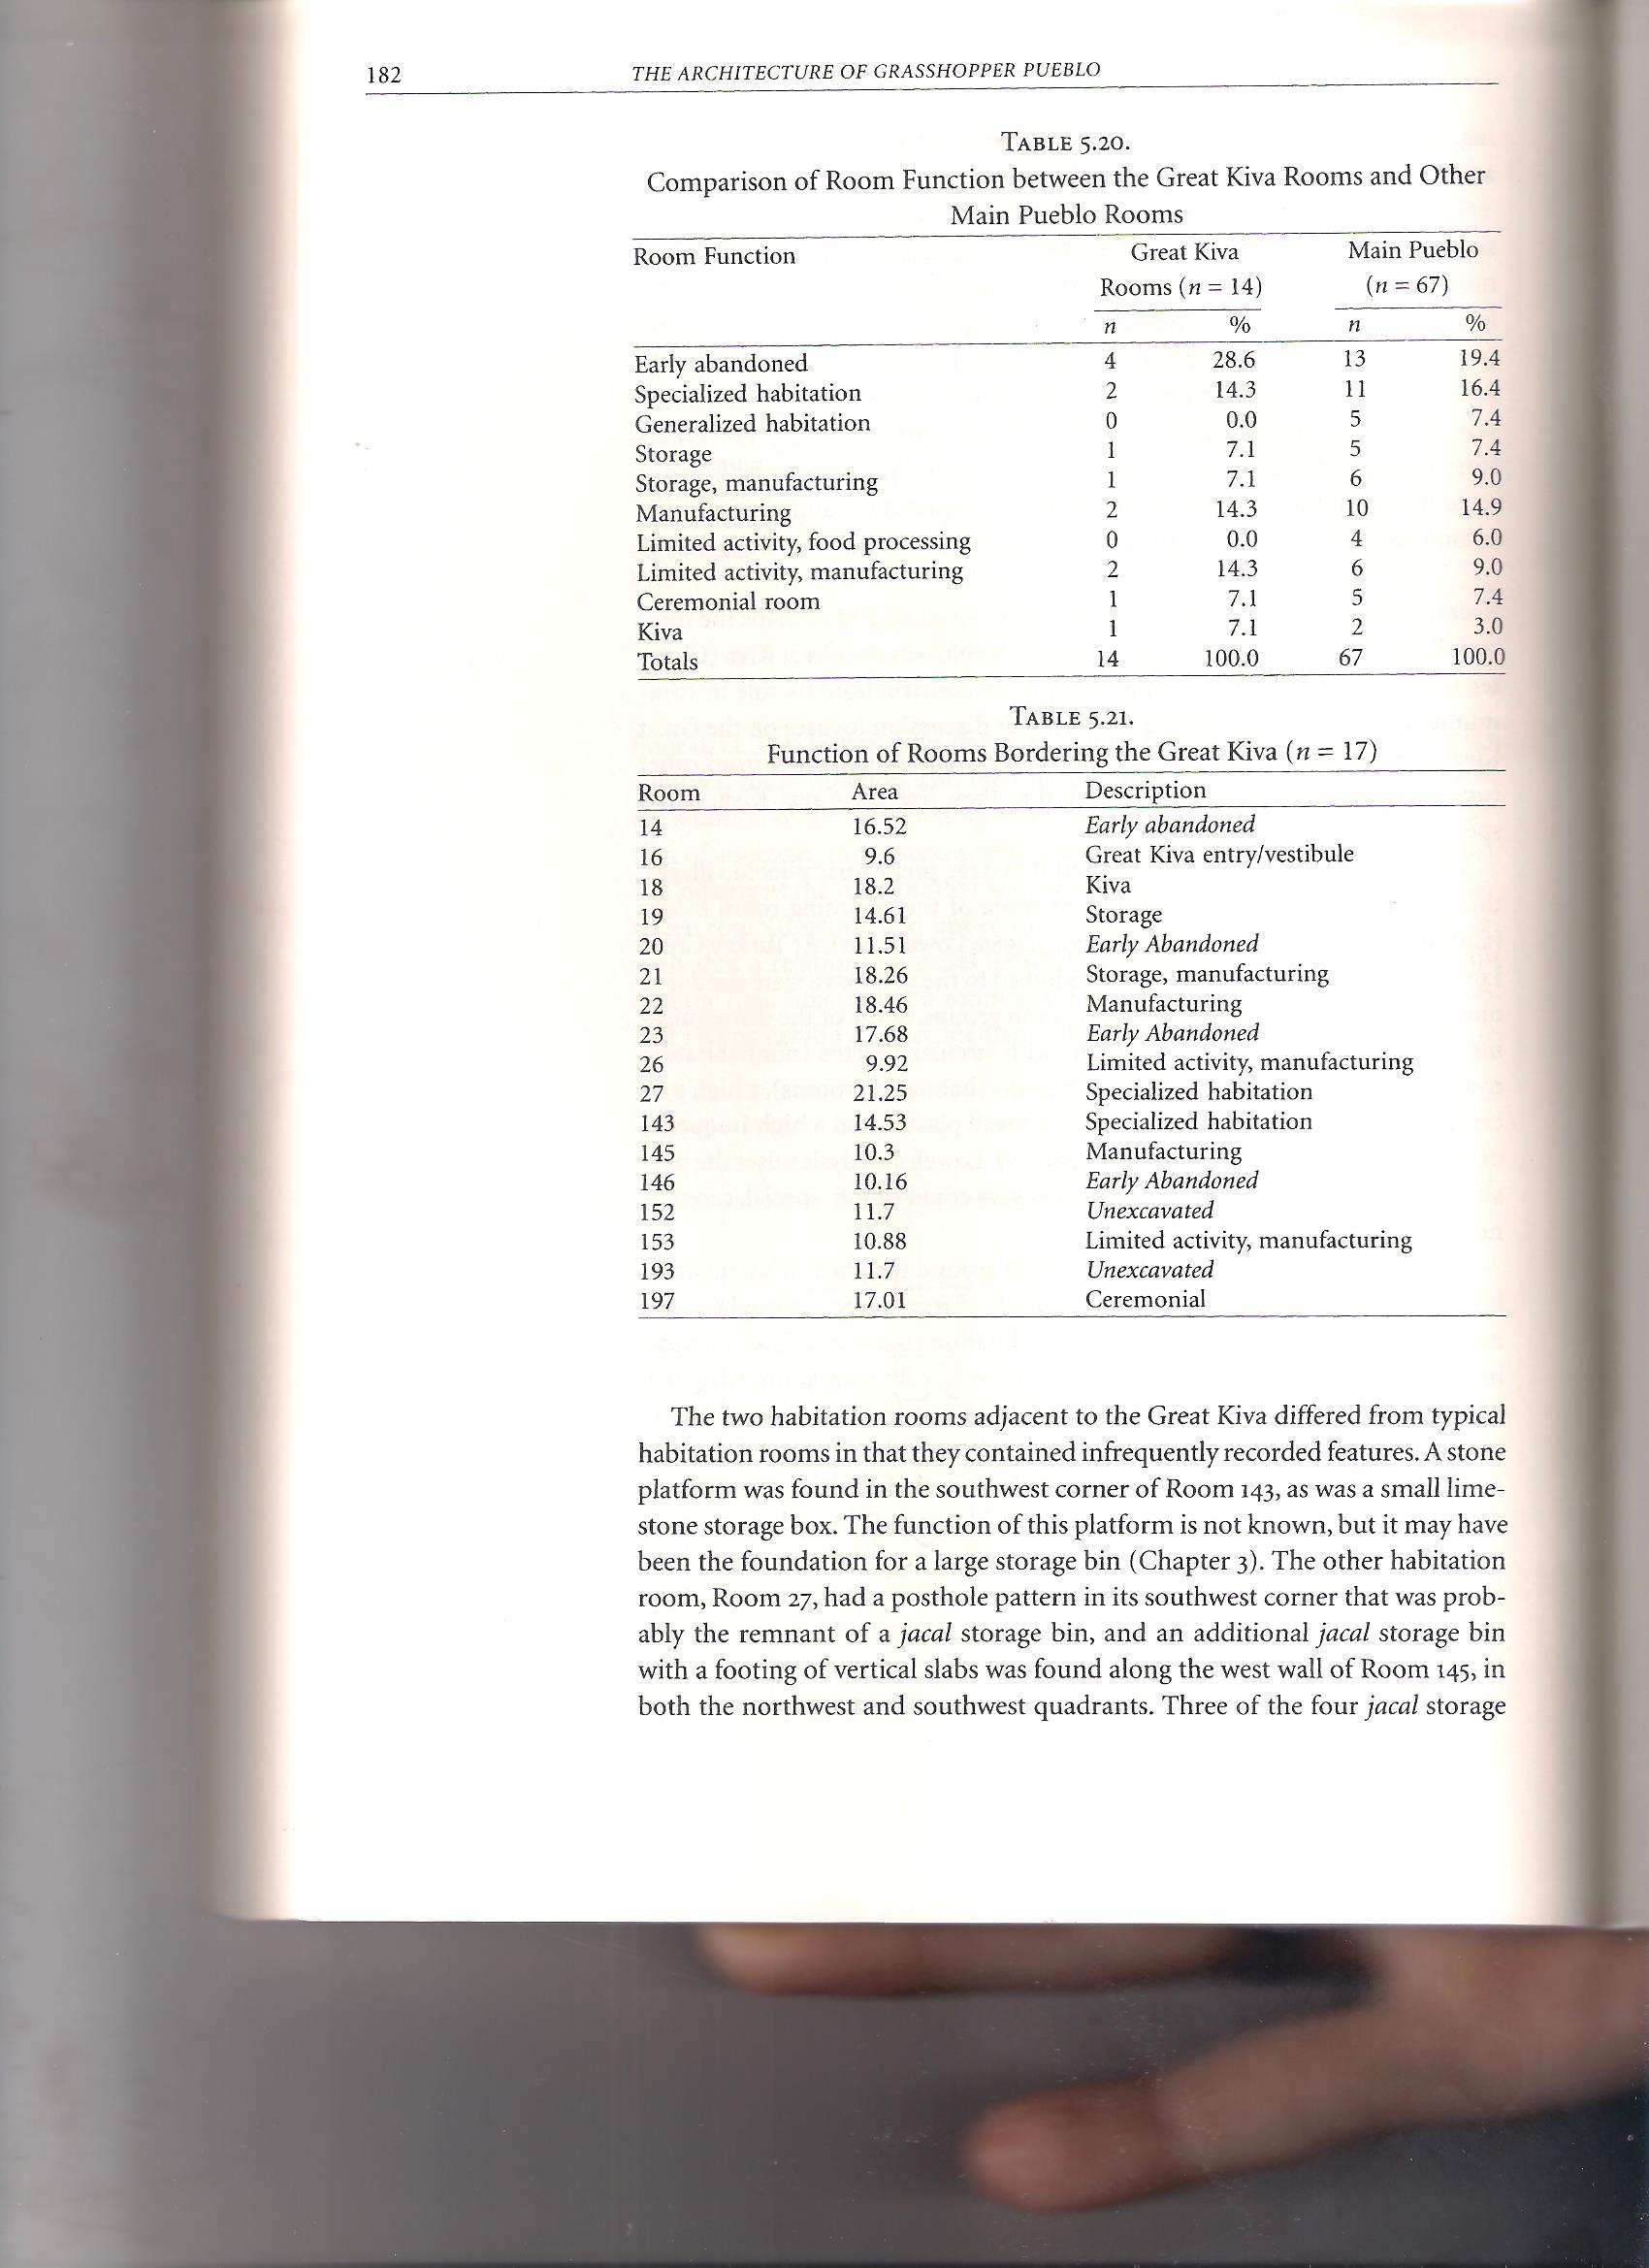 182
THE ARCHITECTURE OF GRASSHOPPER PUEBLO
TABLE 5.20.
Comparison of Room Function between the Great Kiva Rooms and Other
Main Pueblo Rooms
Room Function Great Kiva Main Pueblo
Rooms (n = 14) (n = 67)
n % n %
Early abandoned 4 28.6 13 19.4
Specialized habitation 2 14.3 11 16.4
Generalized habitation 0 0.0 5 7.4
Storage 1 7.1 5 7.4
Storage, manufacturing 1 7.1 6 9.0
Manufacturing 2 14.3 10 14.9
Limited activity, food processing 0 0.0 4 6.0
Limited activity, manufacturing 2 14.3 6 9.0
Ceremonial room 1 7.1 5 7.4
Kiva 1 7.1 2 3.0
Totals 14 100.0 67 100.0
TABLE 5.21.
Function of Rooms Bordering the Great Kiva (n = 17)
Room Area Description
14 16.52 Early abandoned
16 9.6 Great Kiva entry/vestibule
18 18.2 Kiva
19 14.61 Storage
20 11.51 Early Abandoned
21 18.26 Storage, manufacturing
22 18.46 Manufacturing
23 17.68 Early Abandoned
26 9.92 Limited activity, manufacturing
27 21.25 Specialized habitation
143 14.53 Specialized habitation
145 10.3 Manufacturing
146 10.16 Early Abandoned
152 11.7 Unexcavated
153 10.88 Limited activity, manufacturing
193 11.7 Unexcavated
197 17.01 Ceremonial
The two habitation rooms adjacent to the Great Kiva differed from typical
habitation rooms in that they contained infrequently recorded features. A stone
platform was found in the southwest corner of Room 143, as was a small lime-
stone storage box. The function of this platform is not known, but it may have
been the foundation for a large storage bin (Chapter 3). The other habitation
room, Room 27, had a posthole pattern in its southwest corner that was prob-
ably the remnant of a jacal storage bin, and an additional jacal storage bin
with a footing of vertical slabs was found along the west wall of Room 145, in
both the northwest and southwest quadrants. Three of the four jacal storage